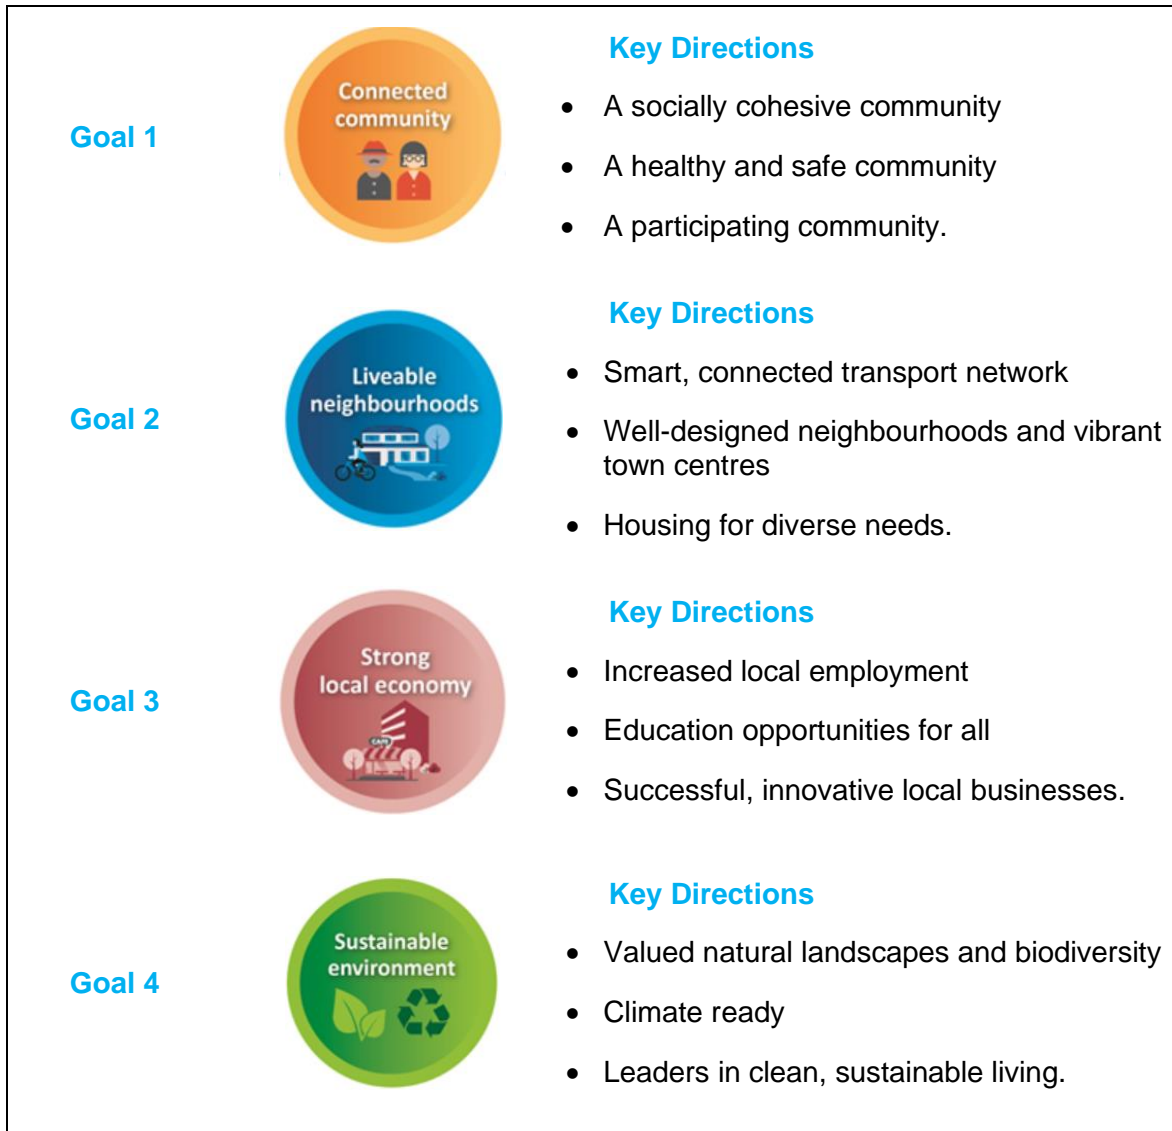 Goal 1
Connected
community
Key Directions
• A socially cohesive community
• A healthy and safe community
• A participating community.
Goal 2
Liveable
neighbourhoods
Key Directions
• Smart, connected transport network
• Well-designed neighbourhoods and vibrant
town centres
• Housing for diverse needs.
Goal 3
Strong
local economy
CAFE
Key Directions
• Increased local employment
• Education opportunities for all
• Successful, innovative local businesses.
Goal 4
Sustainable
environment
Key Directions
• Valued natural landscapes and biodiversity
• Climate ready
• Leaders in clean, sustainable living.